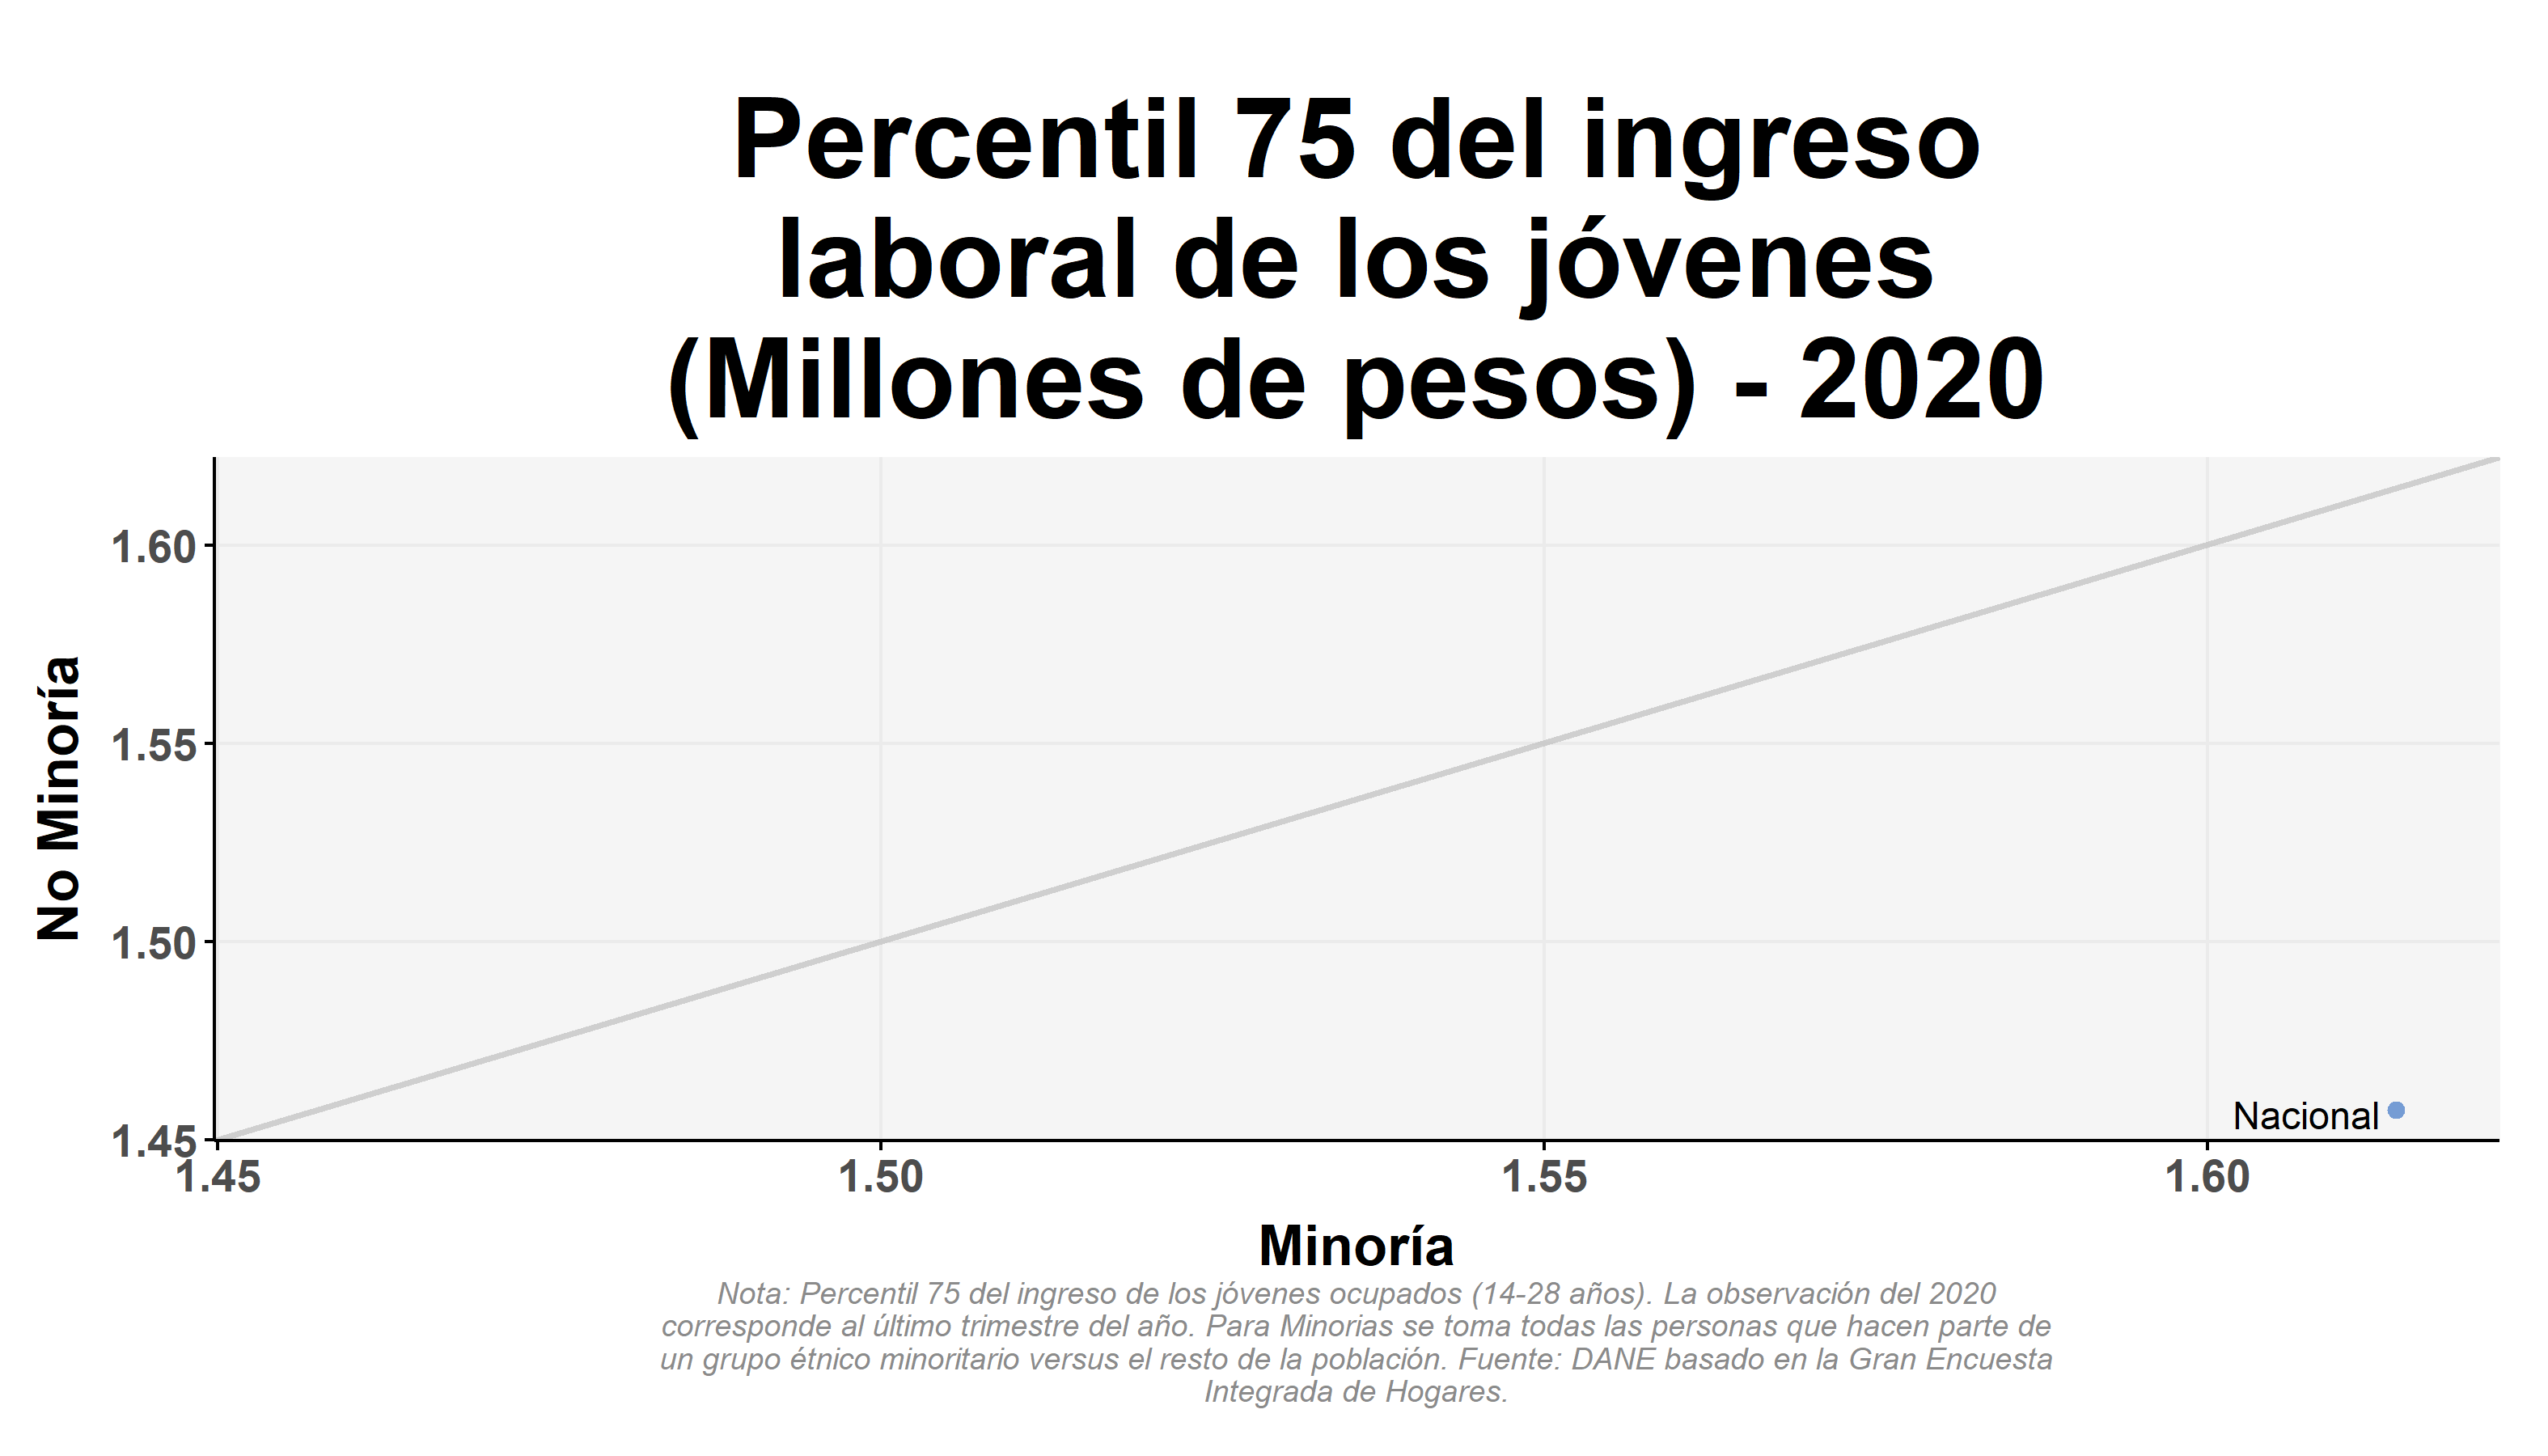 Percentil 75 del ingreso
laboral de los jóvenes
(Millones de pesos) - 2020
1.60
1.55
1.50
1.45
No Minoría
Nacional
1.45
1.50
1.55
1.60
Minoría
Nota: Percentil 75 del ingreso de los jóvenes ocupados (14-28 años). La observación del 2020
corresponde al último trimestre del año. Para Minorias se toma todas las personas que hacen parte de
un grupo étnico minoritario versus el resto de la población. Fuente: DANE basado en la Gran Encuesta
Integrada de Hogares.